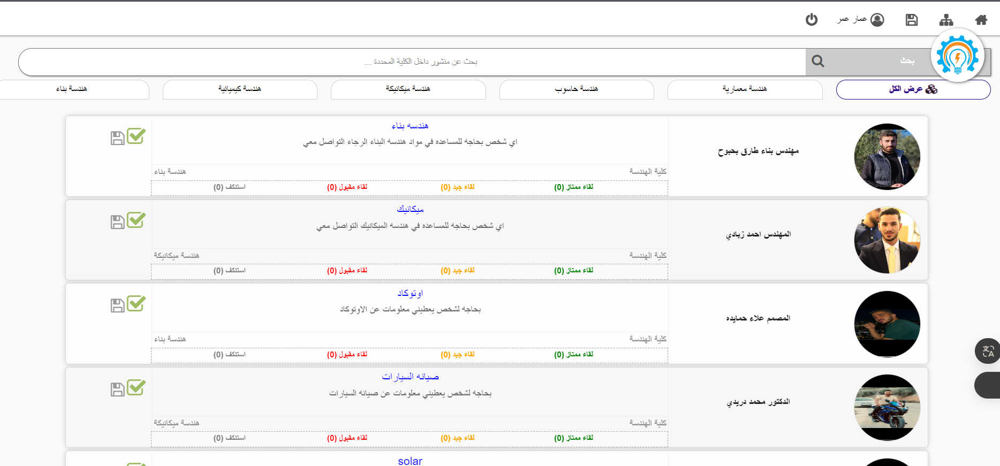 عمار عمر
بحث
بحث عن منشور داخل الكلية المحددة ...
عرض الكل
هندسة معمارية
هندسة حاسوب
هندسة ميكانيكة
هندسة كيميائية
هندسة بناء
مهندس بناء طارق بحبوح
هندسه بناء
اي شخص بحاجه للمساعده في مواد هندسه البناء الرجاء التواصل معي
كلية الهندسة
هندسة بناء
لقاء ممتاز (0)
لقاء جيد (0)
لقاء مقبول (0)
استنكف (0)
المهندس احمد زيادي
ميكانيك
اي شخص بحاجه للمساعده في هندسه الميكانيك التواصل معي
كلية الهندسة
هندسة ميكانيكة
لقاء ممتاز (0)
لقاء جيد (0)
لقاء مقبول (0)
استنكف (0)
المصمم علاء حمايده
اوتوكاد
بحاجه لشخص يعطيني معلومات عن الاوتوكاد
كلية الهندسة
هندسة بناء
لقاء ممتاز (0)
لقاء جيد (0)
لقاء مقبول (0)
استنكف (0)
الدكتور محمد دريدي
صيانه السيارات
بحاجه لشخص يعطيني معلومات عن صيانه السيارات
كلية الهندسة
هندسة ميكانيكة
لقاء ممتاز (0)
لقاء جيد (0)
لقاء مقبول (0)
استنكف (0)
solar